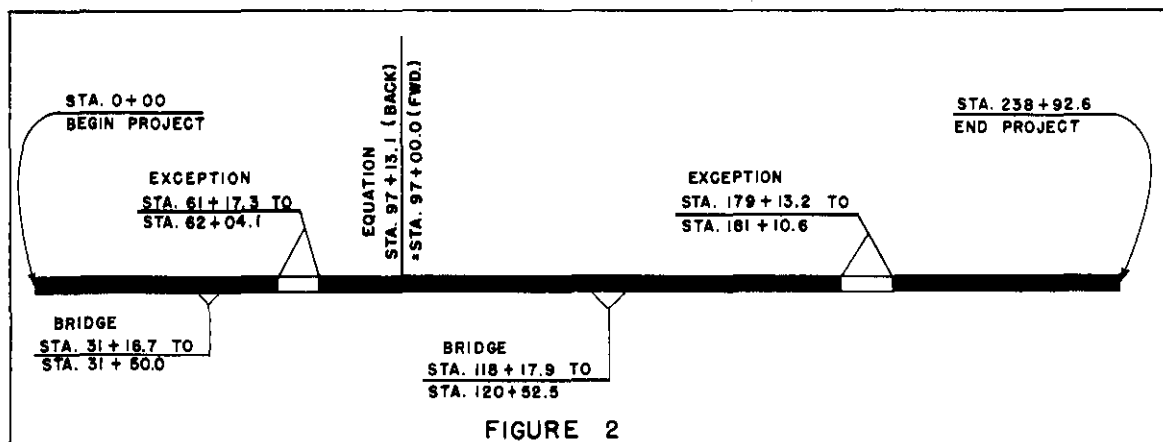 STA. 0+00
BEGIN PROJECT
EXCEPTION
STA. 61+17.3 TO
STA. 62+04.1
EQUATION
STA. 97+13.1 (BACK)
=STA. 97+00.0 (FWD.)
EXCEPTION
STA. 179+13.2 TO
STA. 181+10.6
STA. 238+92.6
END PROJECT
BRIDGE
STA. 31+16.7 TO
STA. 31+50.0
BRIDGE
STA. 118+17.9 TO
STA. 120+52.5
FIGURE 2